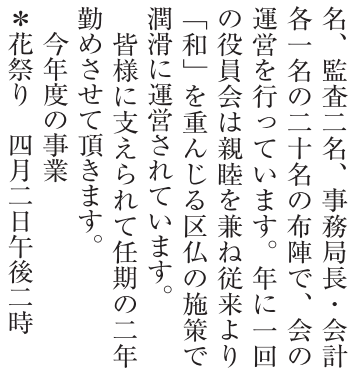 名、監査二名、事務局長・会計
各一名の二十名の布陣で、会の
運営を行っています。年に一回
の役員会は親睦を兼ね従来より
「和」を重んじる区仏の施策で
潤滑に運営されています。
皆様に支えられて任期の二年
勤めさせて頂きます。
今年度の事業
＊花祭り　四月二日午後二時